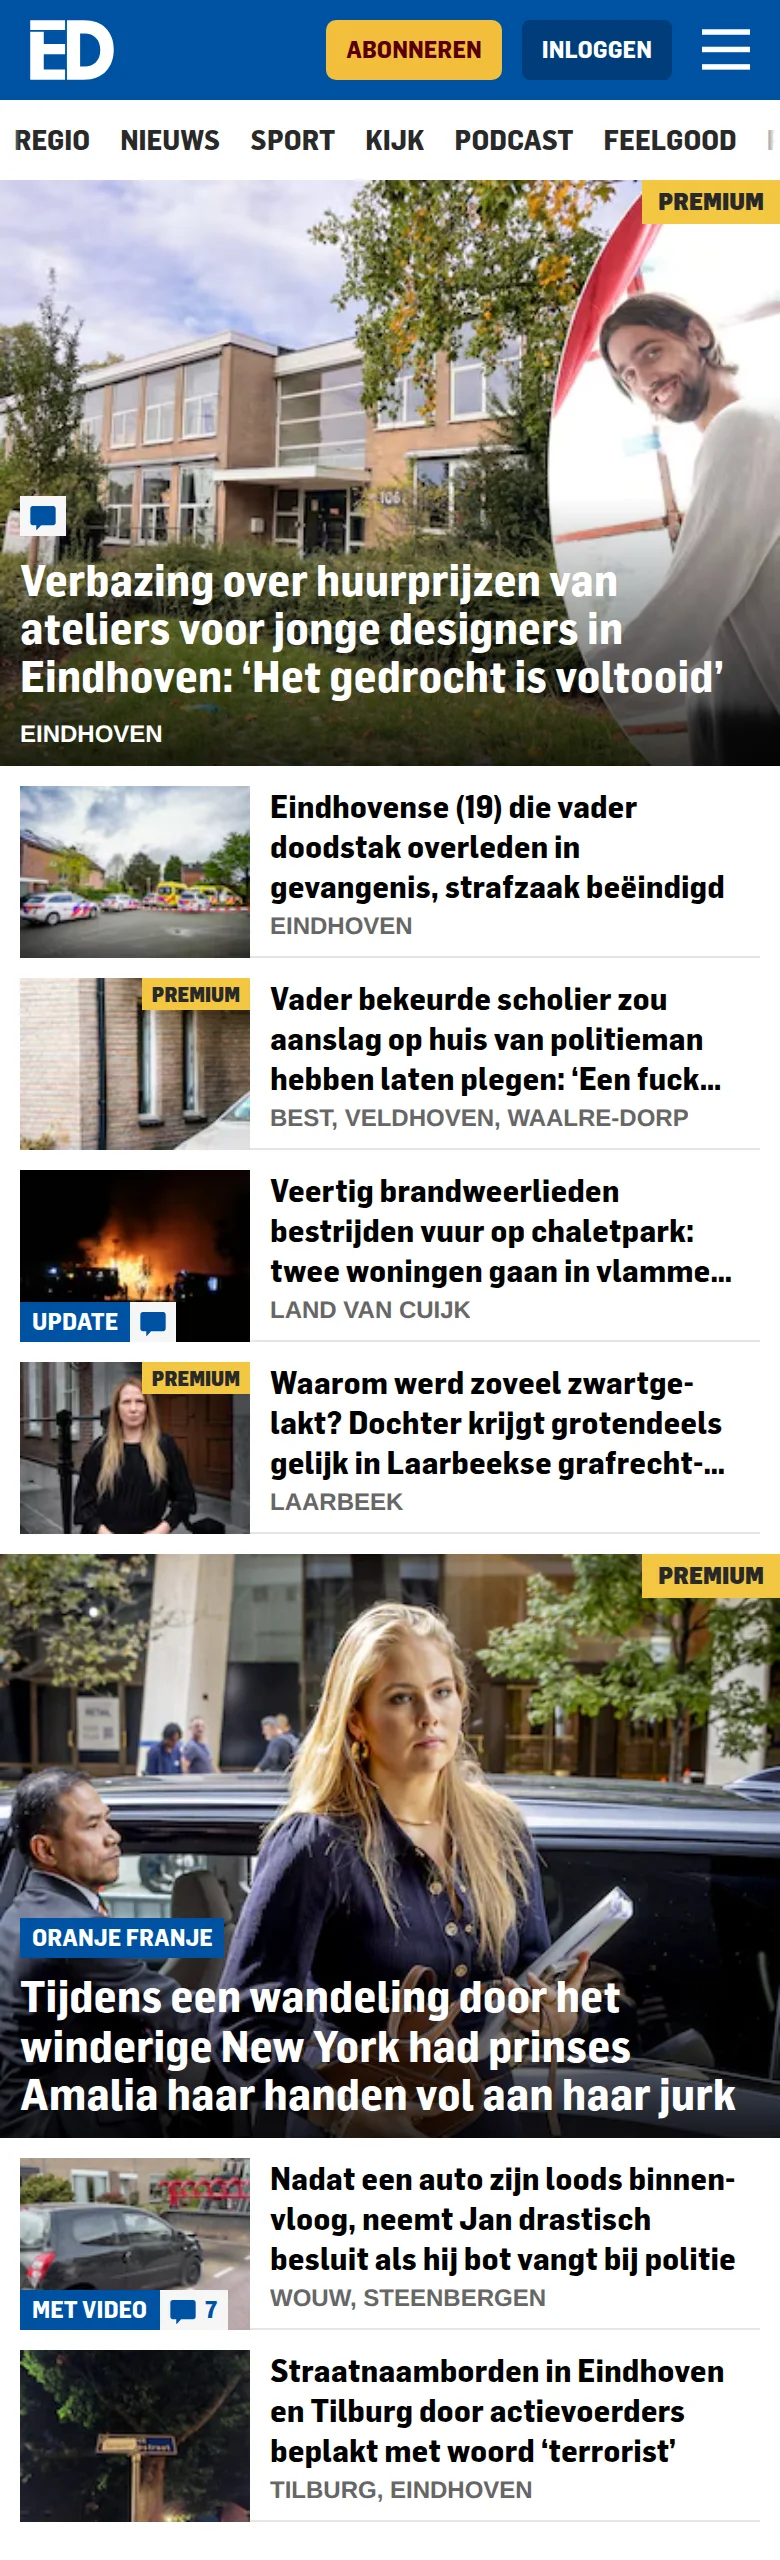 ED
ABONNEREN
INLOGGEN
REGIO NIEUWS SPORT KIJK PODCAST FEELGOOD
PREMIUM
106
Verbazing over huurprijzen van
ateliers voor jonge designers in
Eindhoven: ‘Het gedrocht is voltooid’
EINDHOVEN
Eindhovense (19) die vader
doodstak overleden in
gevangenis, strafzaak beëindigd
EINDHOVEN
PREMIUM
Vader bekeurde scholier zou
aanslag op huis van politieman
hebben laten plegen: ‘Een fuck...
BEST, VELDHOVEN, WAALRE-DORP
UPDATE
Veertig brandweerlieden
bestrijden vuur op chaletpark:
twee woningen gaan in vlamme...
LAND VAN CUIJK
PREMIUM
Waarom werd zoveel zwartge-
lakt? Dochter krijgt grotendeels
gelijk in Laarbeekse grafrecht-...
LAARBEEK
PREMIUM
ORANJE FRANJE
Tijdens een wandeling door het
winderige New York had prinses
Amalia haar handen vol aan haar jurk
MET VIDEO
7
Nadat een auto zijn loods binnen-
vloog, neemt Jan drastisch
besluit als hij bot vangt bij politie
WOUW, STEENBERGEN
Straatnaamborden in Eindhoven
en Tilburg door actievoerders
beplakt met woord ‘terrorist’
TILBURG, EINDHOVEN